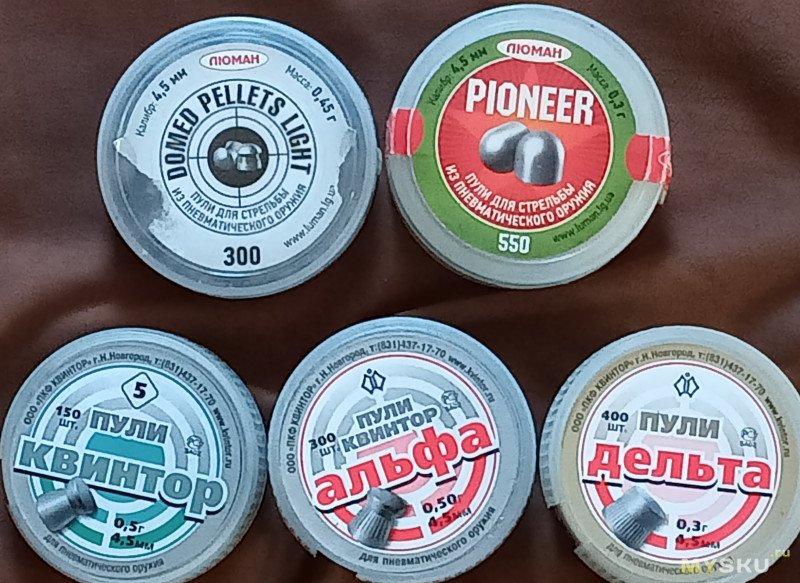 ЛЮМАН
Калибр: 4,5 мм
Масса: 0,45 г
DOMED PELLETS LIGHT
ПУЛИ ДЛЯ СТРЕЛЬБЫ
ИЗ ПНЕВМАТИЧЕСКОГО ОРУЖИЯ
www.luman.lg.ua
300
ЛЮМАН
Калибр: 4,5 мм
Масса: 0,3 г
PIONEER
ПУЛИ ДЛЯ СТРЕЛЬБЫ
ИЗ ПНЕВМАТИЧЕСКОГО ОРУЖИЯ
www.luman.lg.ua
550
ООО "ПКФ КВИНТОР" г.Н.Новгород, т:(831)437-17-70 www.kvintor.ru
5
150 шт.
ПУЛИ
КВИНТОР
0,5г
4,5мм
для пневматического оружия
ООО "ПКФ КВИНТОР" г.Н.Новгород, т:(831)437-17-70 www.kvintor.ru
300 шт.
ПУЛИ
КВИНТОР
альфа
0,50г
4,5мм
для пневматического оружия
ООО "ПКФ КВИНТОР" г.Н.Новгород, т:(831)437-17-70 www.kvintor.ru
400 шт.
ПУЛИ
дельта
0,3г
4,5мм
для пневматического оружия
MYSKU.ru